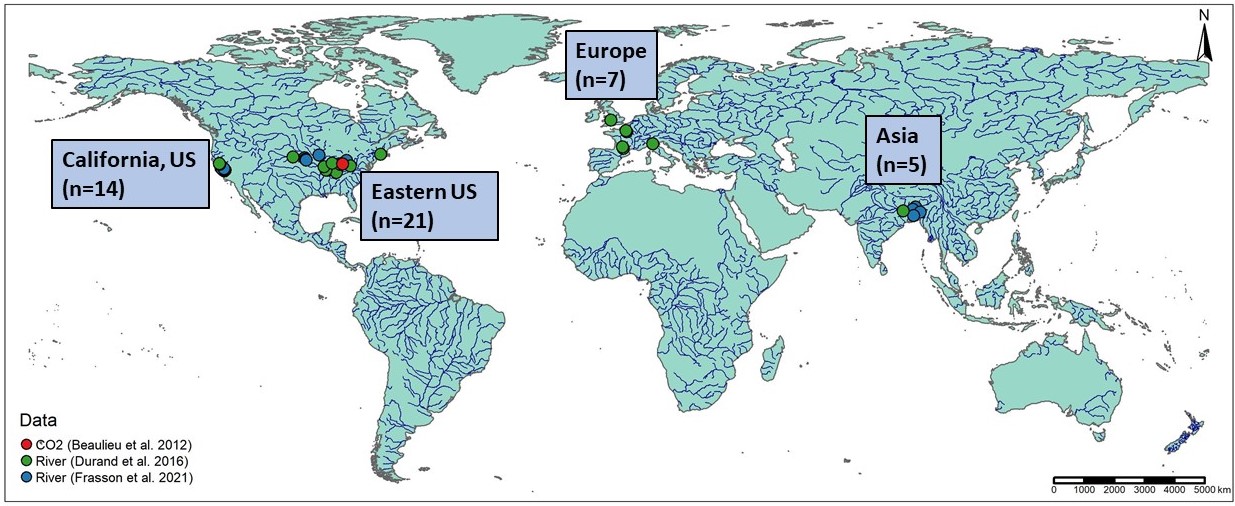 N
Europe
(n=7)
Asia
(n=5)
California, US
(n=14)
Eastern US
(n=21)
Data
CO2 (Beaulieu et al. 2012)
River (Durand et al. 2016)
River (Frasson et al. 2021)
0 1000 2000 3000 4000 5000 km